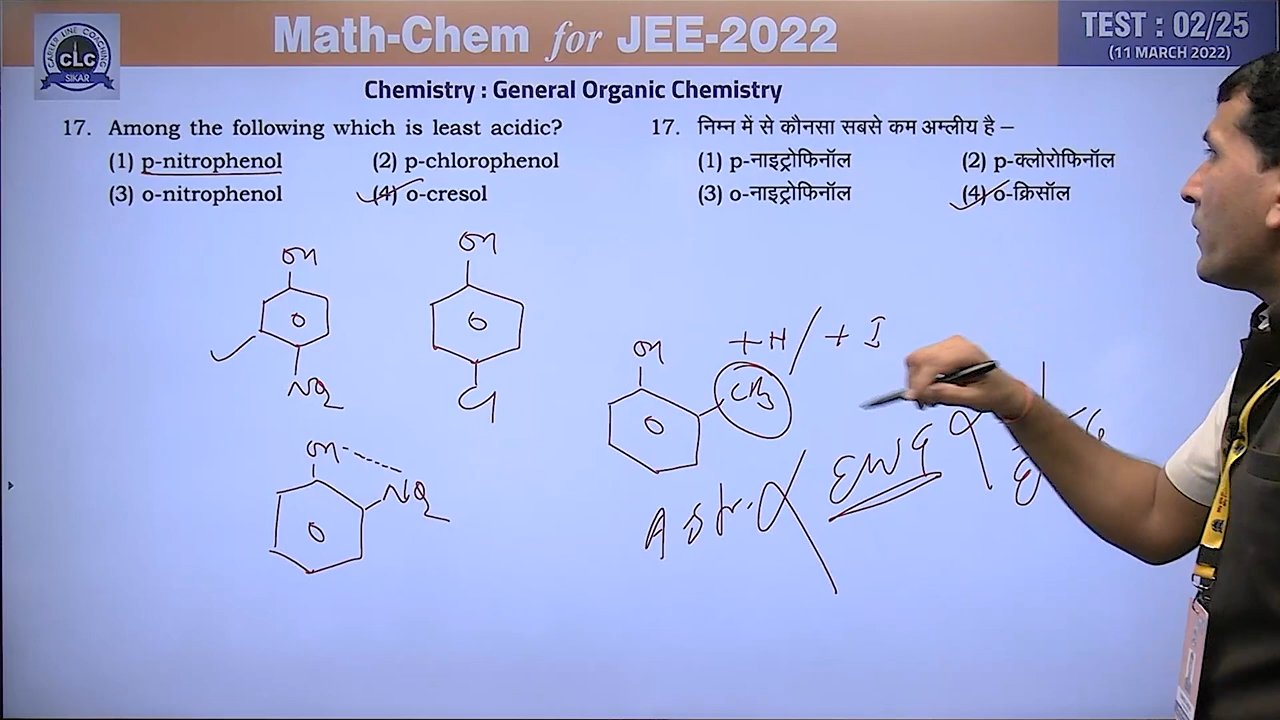 Math-Chem for JEE-2022
TEST : 02/25
(11 MARCH 2022)
CAREER LINE COACHING
CLC
SIKAR
Chemistry : General Organic Chemistry
17. Among the following which is least acidic?
(1) p-nitrophenol (2) p-chlorophenol
(3) o-nitrophenol (4) o-cresol
17. निम्न में से कौनसा सबसे कम अम्लीय है –
(1) p-नाइट्रोफिनॉल (2) p-क्लोरोफिनॉल
(3) o-नाइट्रोफिनॉल (4) o-क्रिसॉल
OH
NO2
OH
Cl
OH
+H / + I
CH3
OH
NO2
A str. α EWG α